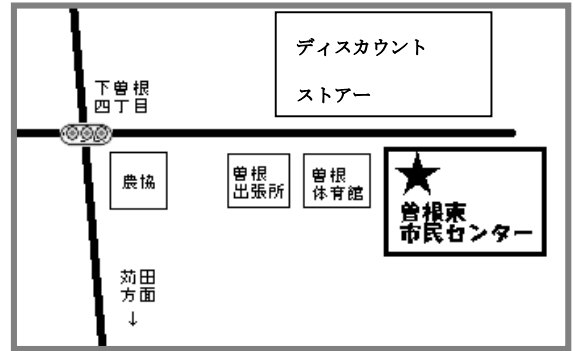 ディスカウント
ストアー
下曽根
四丁目
農協
曽根
出張所
曽根
体育館
★
曽根東
市民センター
苅田
方面
↓